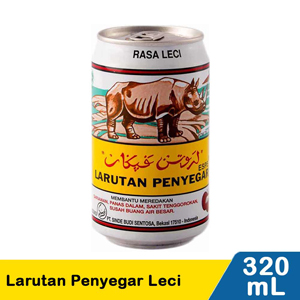 RASA LECI
LARUTAN PENYEGAR
MEMBANTU MEREDAKAN
PANAS DALAM, SAKIT TENGGOROKAN,
SUSAH BUANG AIR BESAR.
PT. SINDE BUDI SENTOSA, Bekasi 17510 - Indonesia
Larutan Penyegar Leci
320
mL